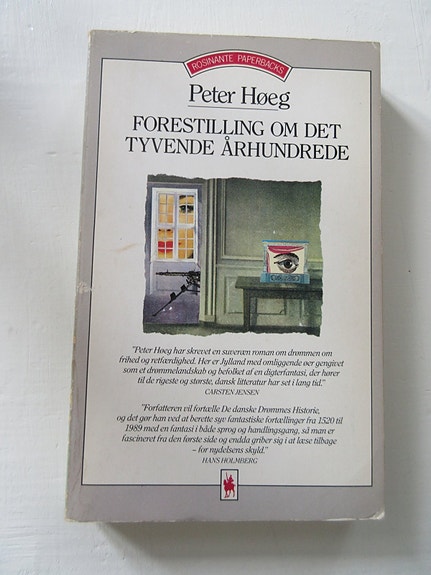 ROSINANTE PAPERBACKS
Peter Høeg
FORESTILLING OM DET
TYVENDE ÅRHUNDREDE
"Peter Høeg har skrevet en suveræn roman om drømmen om
frihed og retfærdighed. Her er Jylland med omliggende øer gengivet
som et drømmelandskab og befolket af en digterfantasi, der hører
til de rigeste og største, dansk litteratur har set i lang tid."
CARSTEN JENSEN
"Forfatteren vil fortælle De danske Drømmes Historie,
og det gør han ved at berette syv fantastiske fortællinger fra 1520 til
1989 med en fantasi i både sprog og handlingsgang, så man er
fascineret fra den første side og endda griber sig i at læse tilbage
– for nydelsens skyld."
HANS HOLMBERG